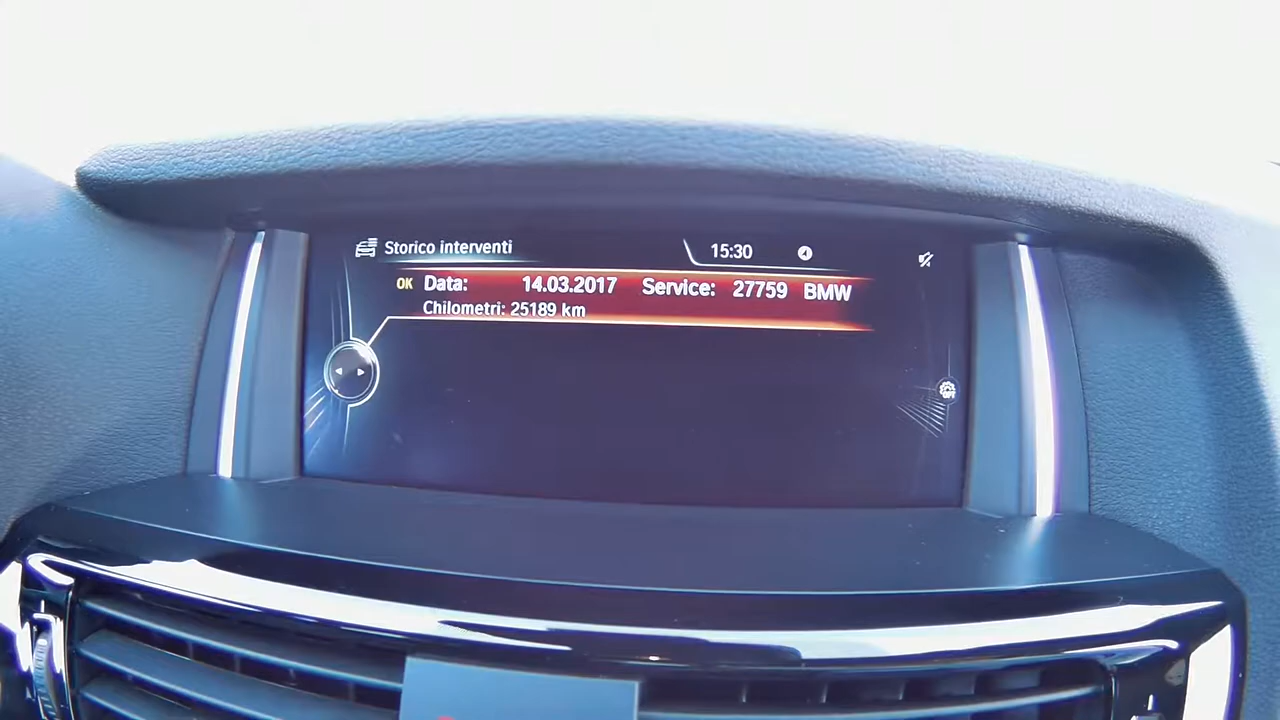 Storico interventi 15:30
OK Data: 14.03.2017 Service: 27759 BMW
Chilometri: 25189 km